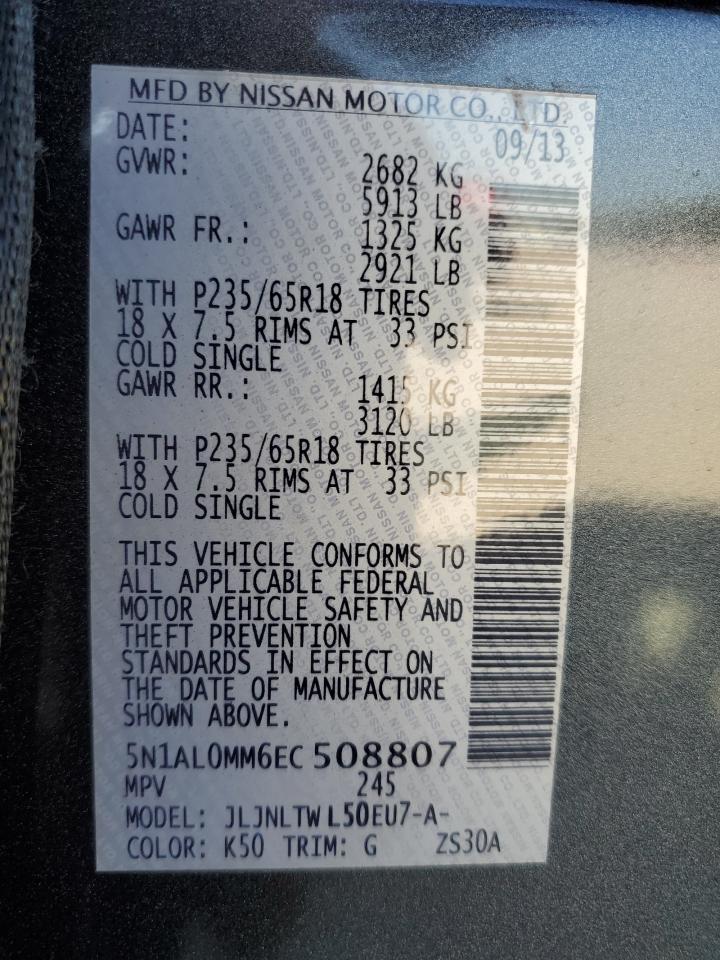 MFD BY NISSAN MOTOR CO., LTD.
DATE: 09/13
GVWR: 2682 KG
5913 LB
GAWR FR.: 1325 KG
2921 LB
WITH P235/65R18 TIRES
18 X 7.5 RIMS AT 33 PSI
COLD SINGLE
GAWR RR.: 1415 KG
3120 LB
WITH P235/65R18 TIRES
18 X 7.5 RIMS AT 33 PSI
COLD SINGLE
THIS VEHICLE CONFORMS TO
ALL APPLICABLE FEDERAL
MOTOR VEHICLE SAFETY AND
THEFT PREVENTION
STANDARDS IN EFFECT ON
THE DATE OF MANUFACTURE
SHOWN ABOVE.
5N1AL0MM6EC 508807
MPV 245
MODEL: JLJNLTW L50EU7-A-
COLOR: K50 TRIM: G ZS30A